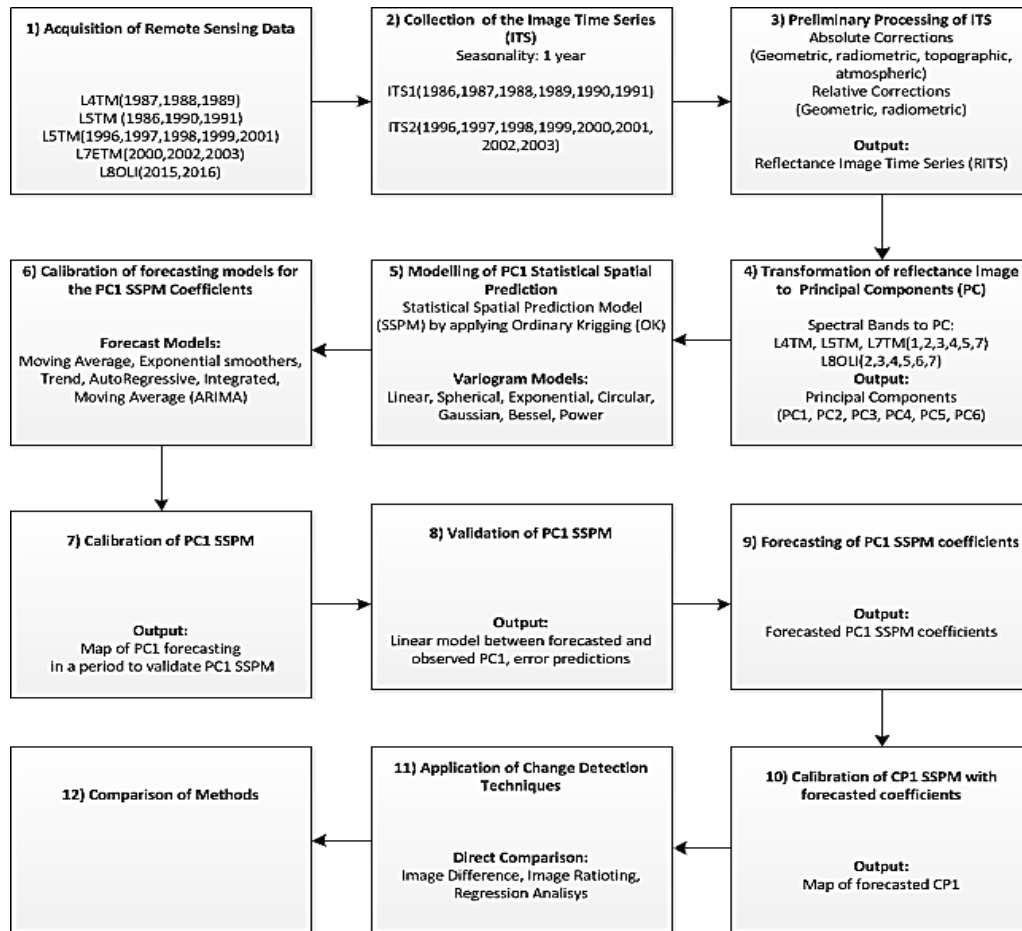 1) Acquisition of Remote Sensing Data
L4TM(1987,1988,1989)
L5TM (1986,1990,1991)
L5TM(1996,1997,1998,1999,2001)
L7ETM(2000,2002,2003)
L8OLI(2015,2016)
2) Collection of the Image Time Series
(ITS)
Seasonality: 1 year
ITS1(1986,1987,1988,1989,1990,1991)
ITS2(1996,1997,1998,1999,2000,2001,
2002,2003)
3) Preliminary Processing of ITS
Absolute Corrections
(Geometric, radiometric, topographic,
atmospheric)
Relative Corrections
(Geometric, radiometric)
Output:
Reflectance Image Time Series (RITS)
4) Transformation of reflectance image
to Principal Components (PC)
Spectral Bands to PC:
L4TM, L5TM, L7TM(1,2,3,4,5,7)
L8OLI(2,3,4,5,6,7)
Output:
Principal Components
(PC1, PC2, PC3, PC4, PC5, PC6)
5) Modelling of PC1 Statistical Spatial
Prediction
Statistical Spatial Prediction Model
(SSPM) by applying Ordinary Krigging (OK)
Variogram Models:
Linear, Spherical, Exponential, Circular,
Gaussian, Bessel, Power
6) Calibration of forecasting models for
the PC1 SSPM Coefficients
Forecast Models:
Moving Average, Exponential smoothers,
Trend, AutoRegressive, Integrated,
Moving Average (ARIMA)
7) Calibration of PC1 SSPM
Output:
Map of PC1 forecasting
in a period to validate PC1 SSPM
8) Validation of PC1 SSPM
Output:
Linear model between forecasted and
observed PC1, error predictions
9) Forecasting of PC1 SSPM coefficients
Output:
Forecasted PC1 SSPM coefficients
10) Calibration of CP1 SSPM with
forecasted coefficients
Output:
Map of forecasted CP1
11) Application of Change Detection
Techniques
Direct Comparison:
Image Difference, Image Ratioting,
Regression Analisys
12) Comparison of Methods